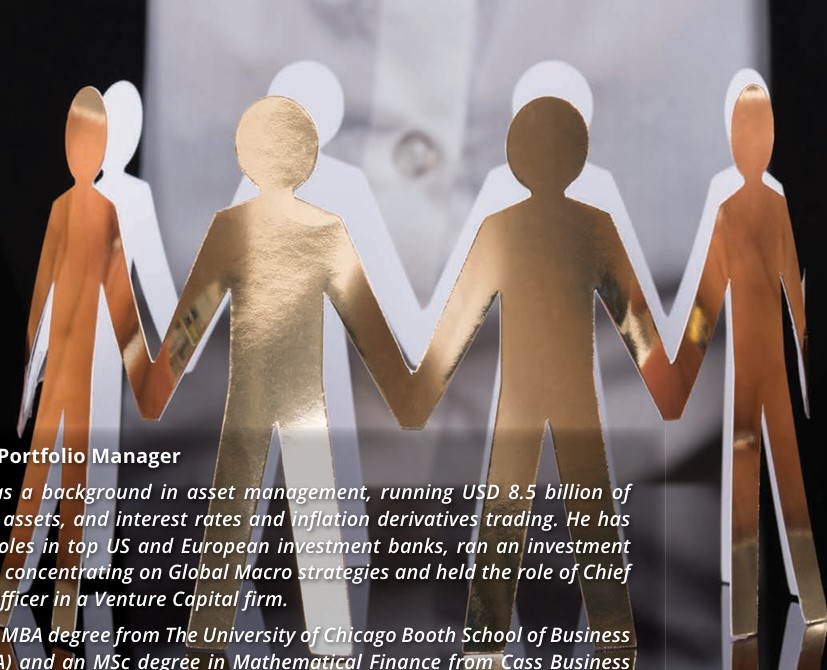 Portfolio Manager
as a background in asset management, running USD 8.5 billion of
assets, and interest rates and inflation derivatives trading. He has
oles in top US and European investment banks, ran an investment
concentrating on Global Macro strategies and held the role of Chief
fficer in a Venture Capital firm.
MBA degree from The University of Chicago Booth School of Business
A) and an MSc degree in Mathematical Finance from Cass Business